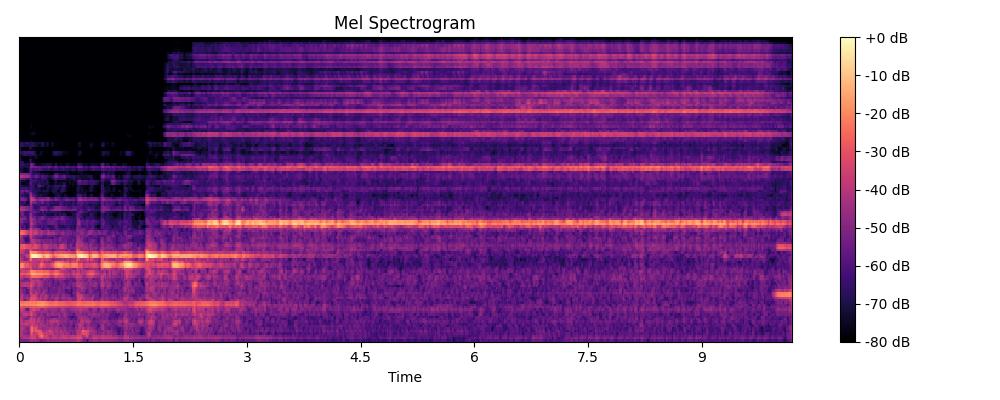 Mel Spectrogram
+0 dB
-10 dB
-20 dB
-30 dB
-40 dB
-50 dB
-60 dB
-70 dB
-80 dB
0 1.5 3 4.5 6 7.5 9
Time